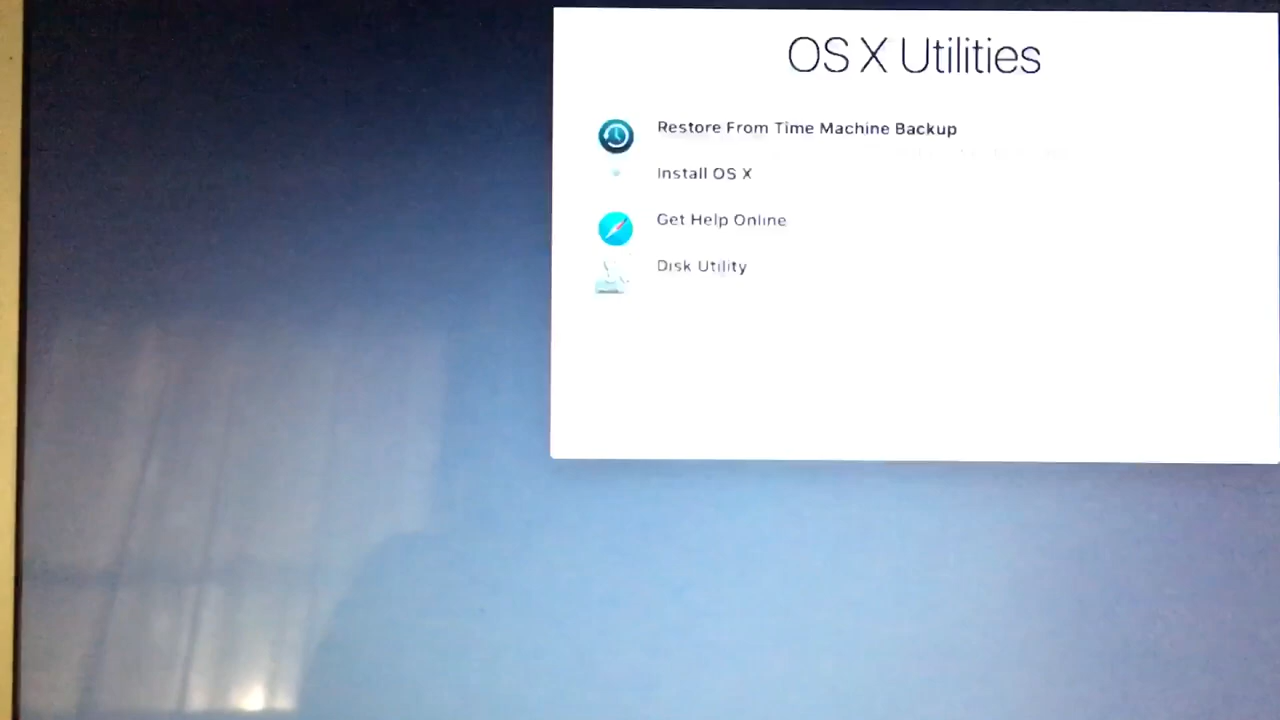 OS X Utilities
Restore From Time Machine Backup
Install OS X
Get Help Online
Disk Utility